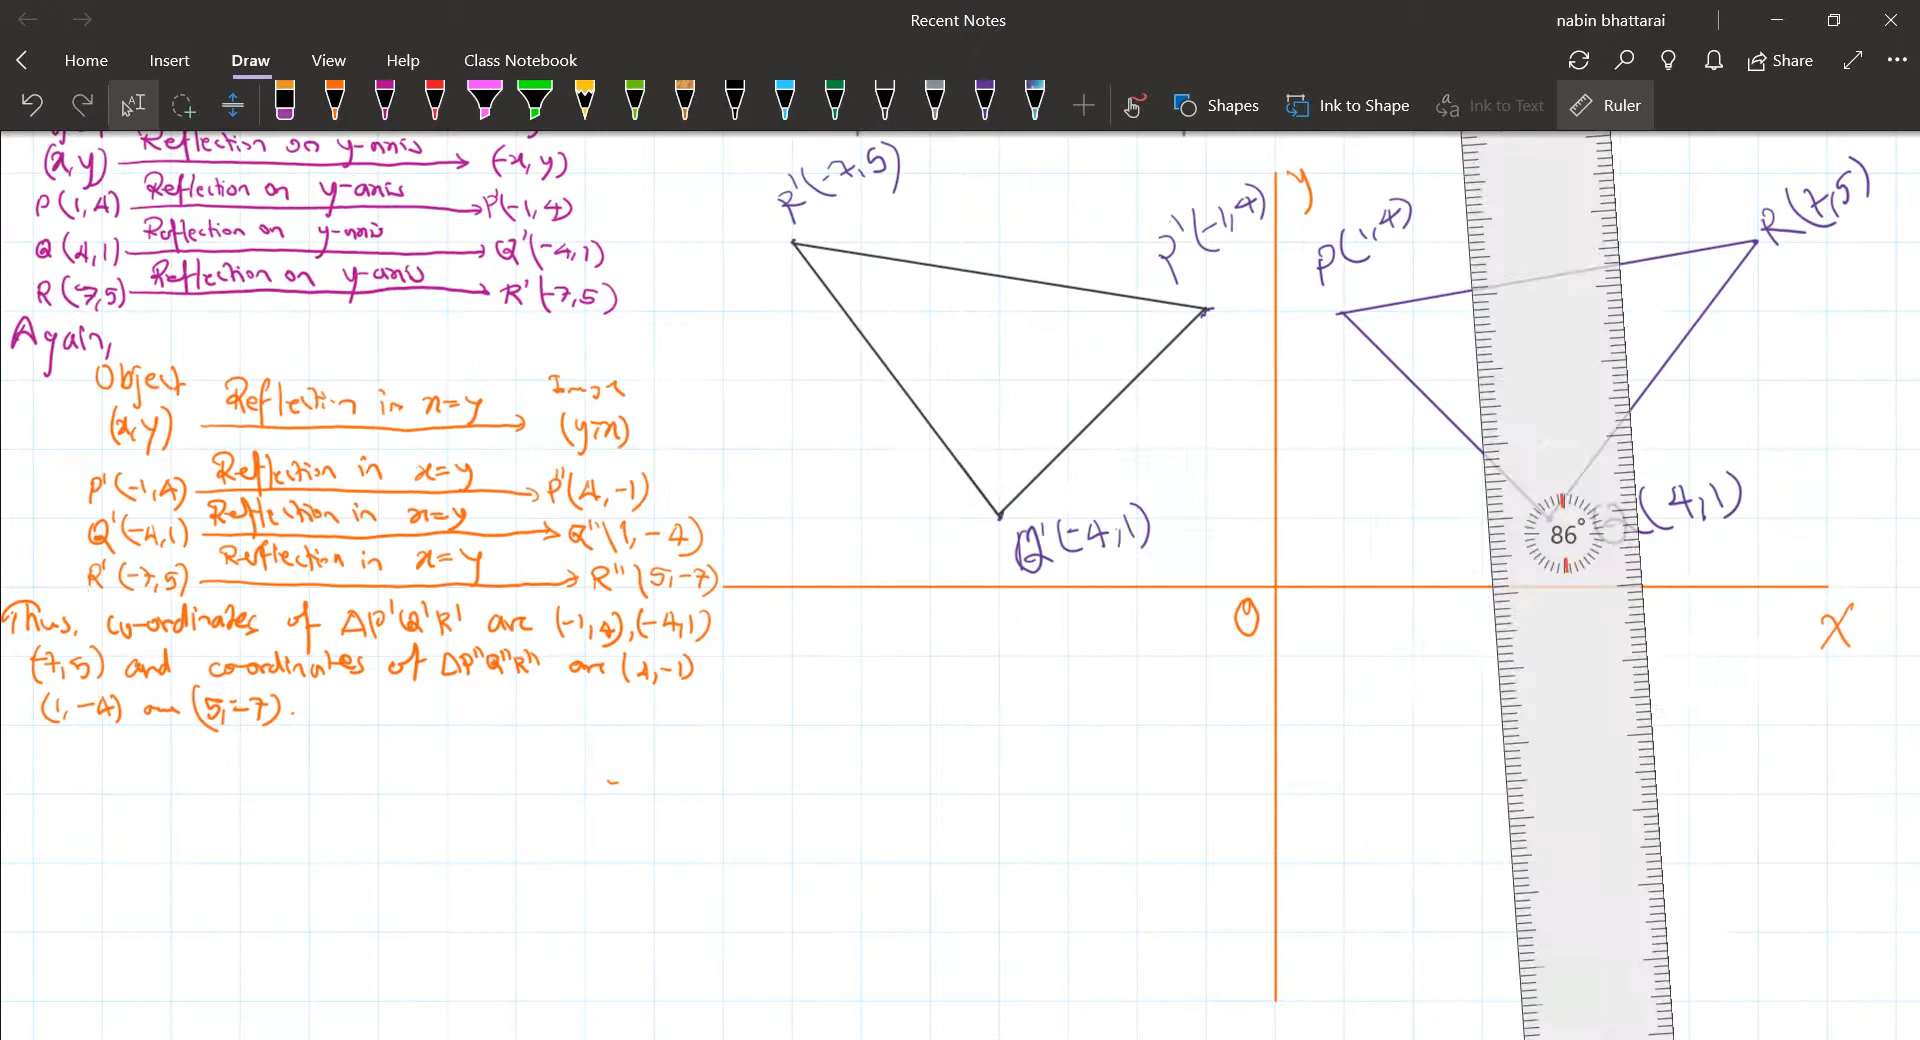 Recent Notes
nabin bhattarai
Home Insert Draw View Help Class Notebook
Share
Shapes Ink to Shape Ink to Text Ruler
Reflection on y-axis
(x,y) (-x, y)
Reflection on y-axis
P(1,4) P'(-1,4)
Reflection on y-axis
Q(4,1) Q'(-4,1)
Reflection on y-axis
R(7,5) R'(-7,5)
Again,
Object
Reflection in x=y
(x,y) (y,x)
Reflection in x=y
P'(-1,4) P''(4,-1)
Reflection in x=y
Q'(-4,1) Q''(1,-4)
Reflection in x=y
R'(-7,5) R''(5,-7)
Thus, co-ordinates of ΔP'Q'R' are (-1,4),(-4,1)
(-7,5) and co-ordinates of ΔP''Q''R'' are (4,-1)
(1,-4) (5,-7).
R'(-7,5)
P'(-1,4)
Q'(-4,1)
y
P(1,4)
R(7,5)
86°
Q(4,1)
O
X